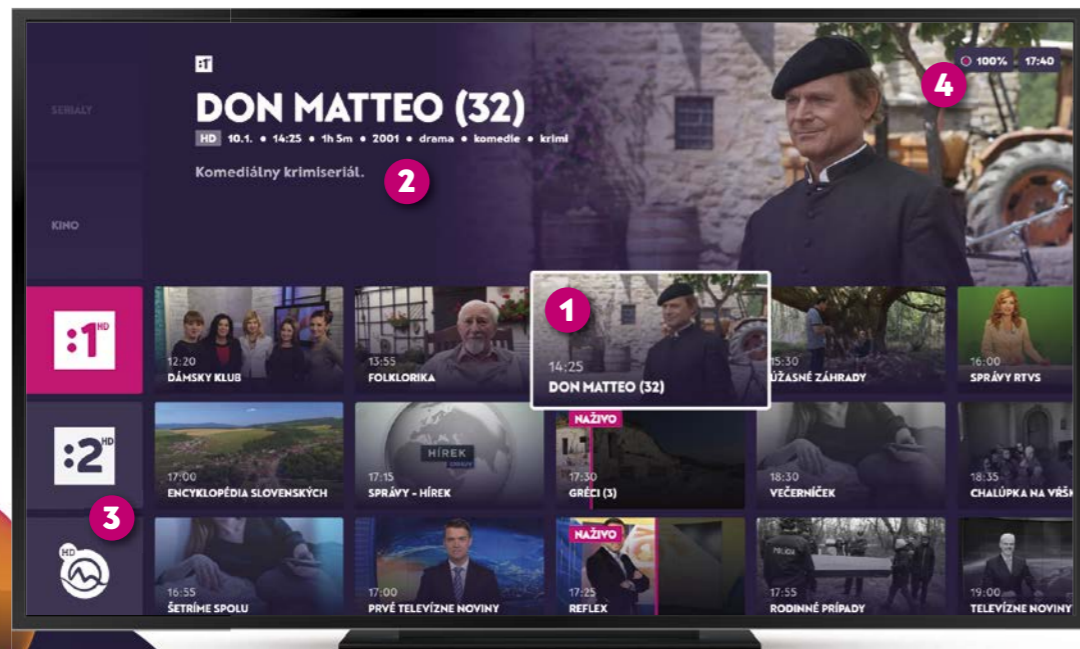 :1
100% 17:40
4
SERIÁLY
DON MATTEO (32)
HD 10.1. • 14:25 • 1h 5m • 2001 • drama • komedie • krimi
Komediálny krimiseriál.
2
KINO
:1 HD
12:20
DÁMSKY KLUB
13:55
FOLKLORIKA
1
14:25
DON MATTEO (32)
15:30
ÚŽASNÉ ZÁHRADY
16:00
SPRÁVY RTVS
:2 HD
17:00
ENCYKLOPÉDIA SLOVENSKÝCH
HÍREK
SPRÁVY
17:15
SPRÁVY - HÍREK
NAŽIVO
17:30
GRÉCI (3)
18:30
VEČERNÍČEK
18:35
CHALÚPKA NA VŔŠK
3
HD
16:55
ŠETRÍME SPOLU
17:00
PRVÉ TELEVÍZNE NOVINY
NAŽIVO
17:25
REFLEX
POLÍCIA
17:55
RODINNÉ PRÍPADY
19:00
TELEVÍZNE NOVINY